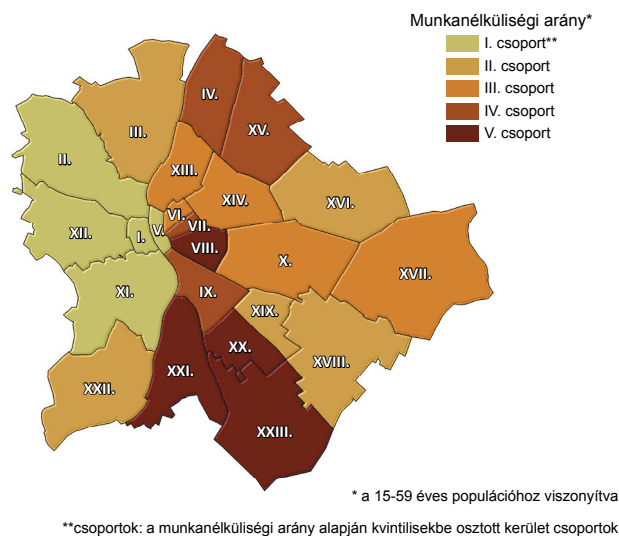 Munkanélküliségi arány*
I. csoport**
II. csoport
III. csoport
IV. csoport
V. csoport
IV.
III.
XV.
II.
XIII.
XIV.
XVI.
VI.
VII.
V.
I.
XII.
VIII.
X.
XVII.
XI.
IX.
XIX.
XX.
XVIII.
XXI.
XXII.
XXIII.
* a 15-59 éves populációhoz viszonyítva
**csoportok: a munkanélküliségi arány alapján kvintilisekbe osztott kerület csoportok